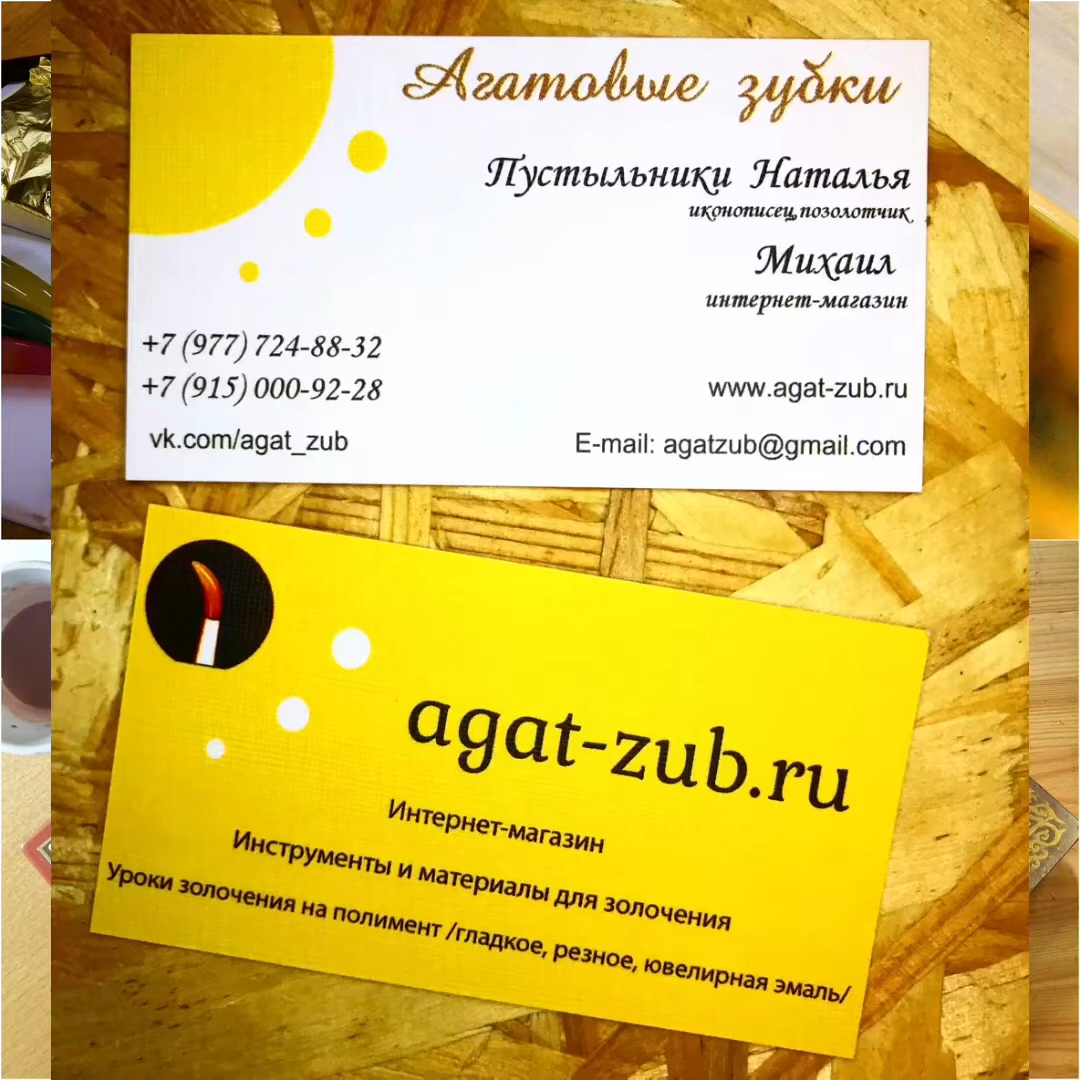 Агатовые зубки
Пустыльники Наталья
иконописец,позолотчик
Михаил
интернет-магазин
+7 (977) 724-88-32
+7 (915) 000-92-28
www.agat-zub.ru
vk.com/agat_zub
E-mail: agatzub@gmail.com
agat-zub.ru
Интернет-магазин
Инструменты и материалы для золочения
Уроки золочения на полимент /гладкое, резное, ювелирная эмаль/